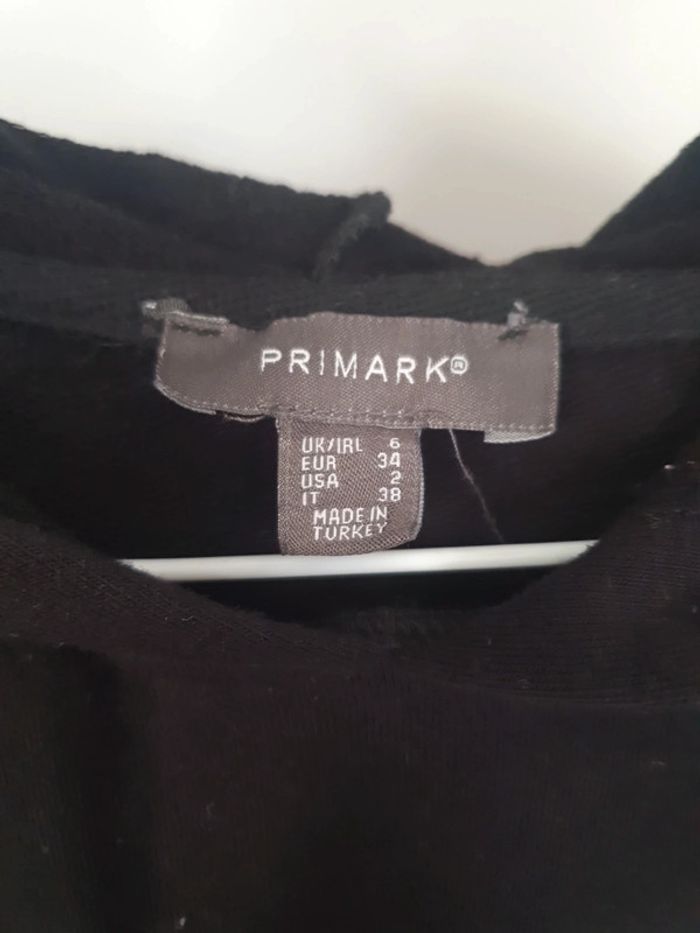 PRIMARK®
UK/IRL 6
EUR 34
USA 2
IT 38
MADE IN
TURKEY